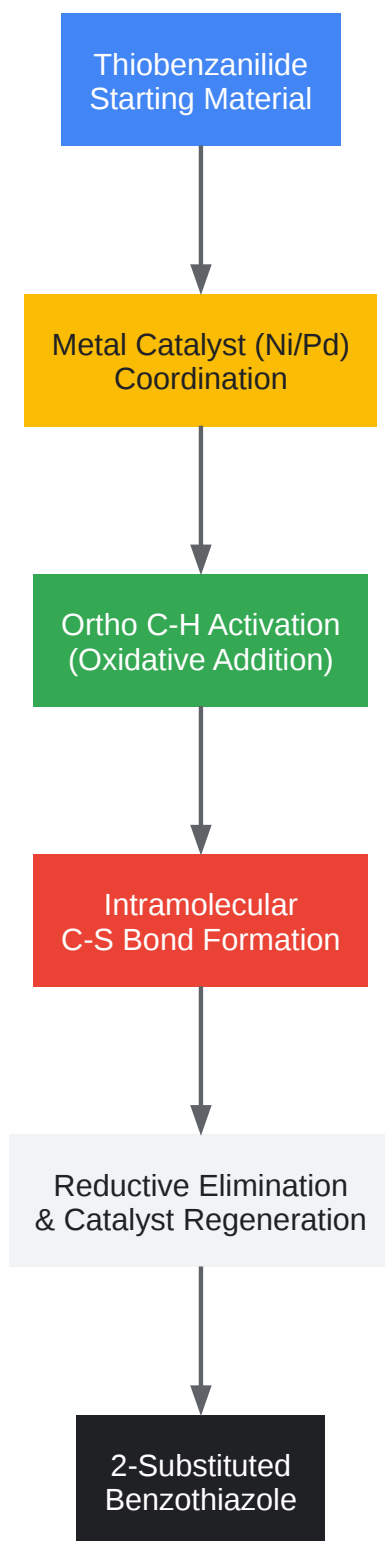 Thiobenzanilide
Starting Material
Metal Catalyst (Ni/Pd)
Coordination
Ortho C-H Activation
(Oxidative Addition)
Intramolecular
C-S Bond Formation
Reductive Elimination
& Catalyst Regeneration
2-Substituted
Benzothiazole